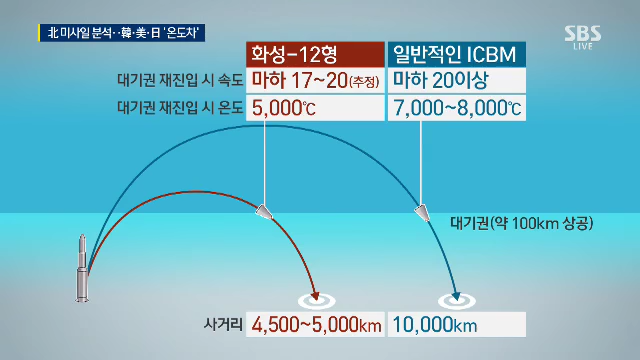 北 미사일 분석‥韓·美·日 '온도차'
SBS
LIVE
화성-12형 일반적인 ICBM
대기권 재진입 시 속도 마하 17~20(추정) 마하 20이상
대기권 재진입 시 온도 5,000℃ 7,000~8,000℃
대기권(약 100km 상공)
사거리 4,500~5,000km 10,000km